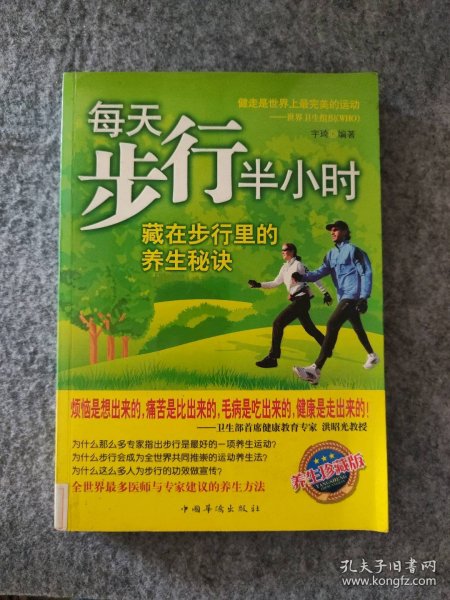 健走是世界上最完美的运动
——世界卫生组织(WHO)
宇琦 编著
每天
步行半小时
藏在步行里的
养生秘诀
烦恼是想出来的,痛苦是比出来的,毛病是吃出来的,健康是走出来的!
——卫生部首席健康教育专家 洪昭光教授
为什么那么多专家指出步行是最好的一项养生运动?
为什么步行会成为全世界共同推崇的运动养生法?
为什么这么多人为步行的功效做宣传?
全世界最多医师与专家建议的养生方法
养生珍藏版
中国华侨出版社
孔夫子旧书网
www.kongfz.com